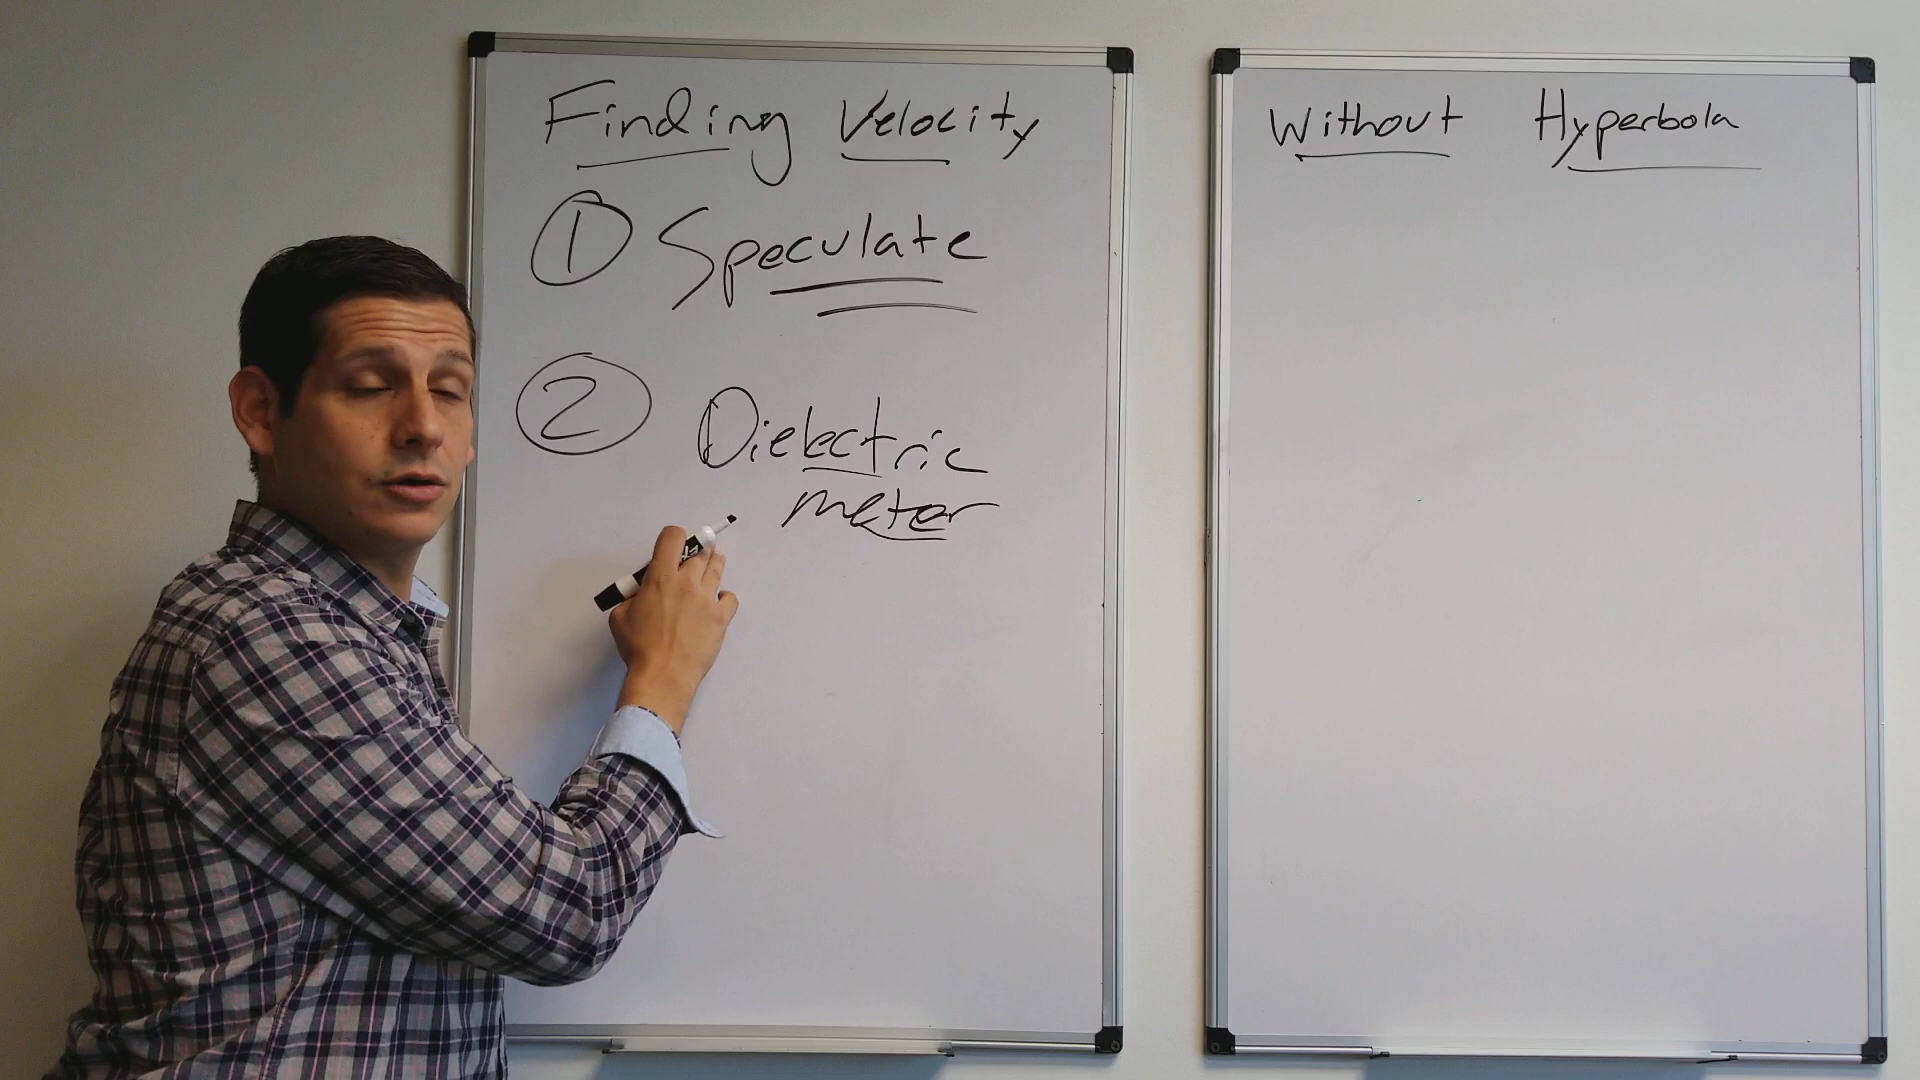 Finding Velocity
① Speculate
② Dielectric
meter
Without Hyperbola